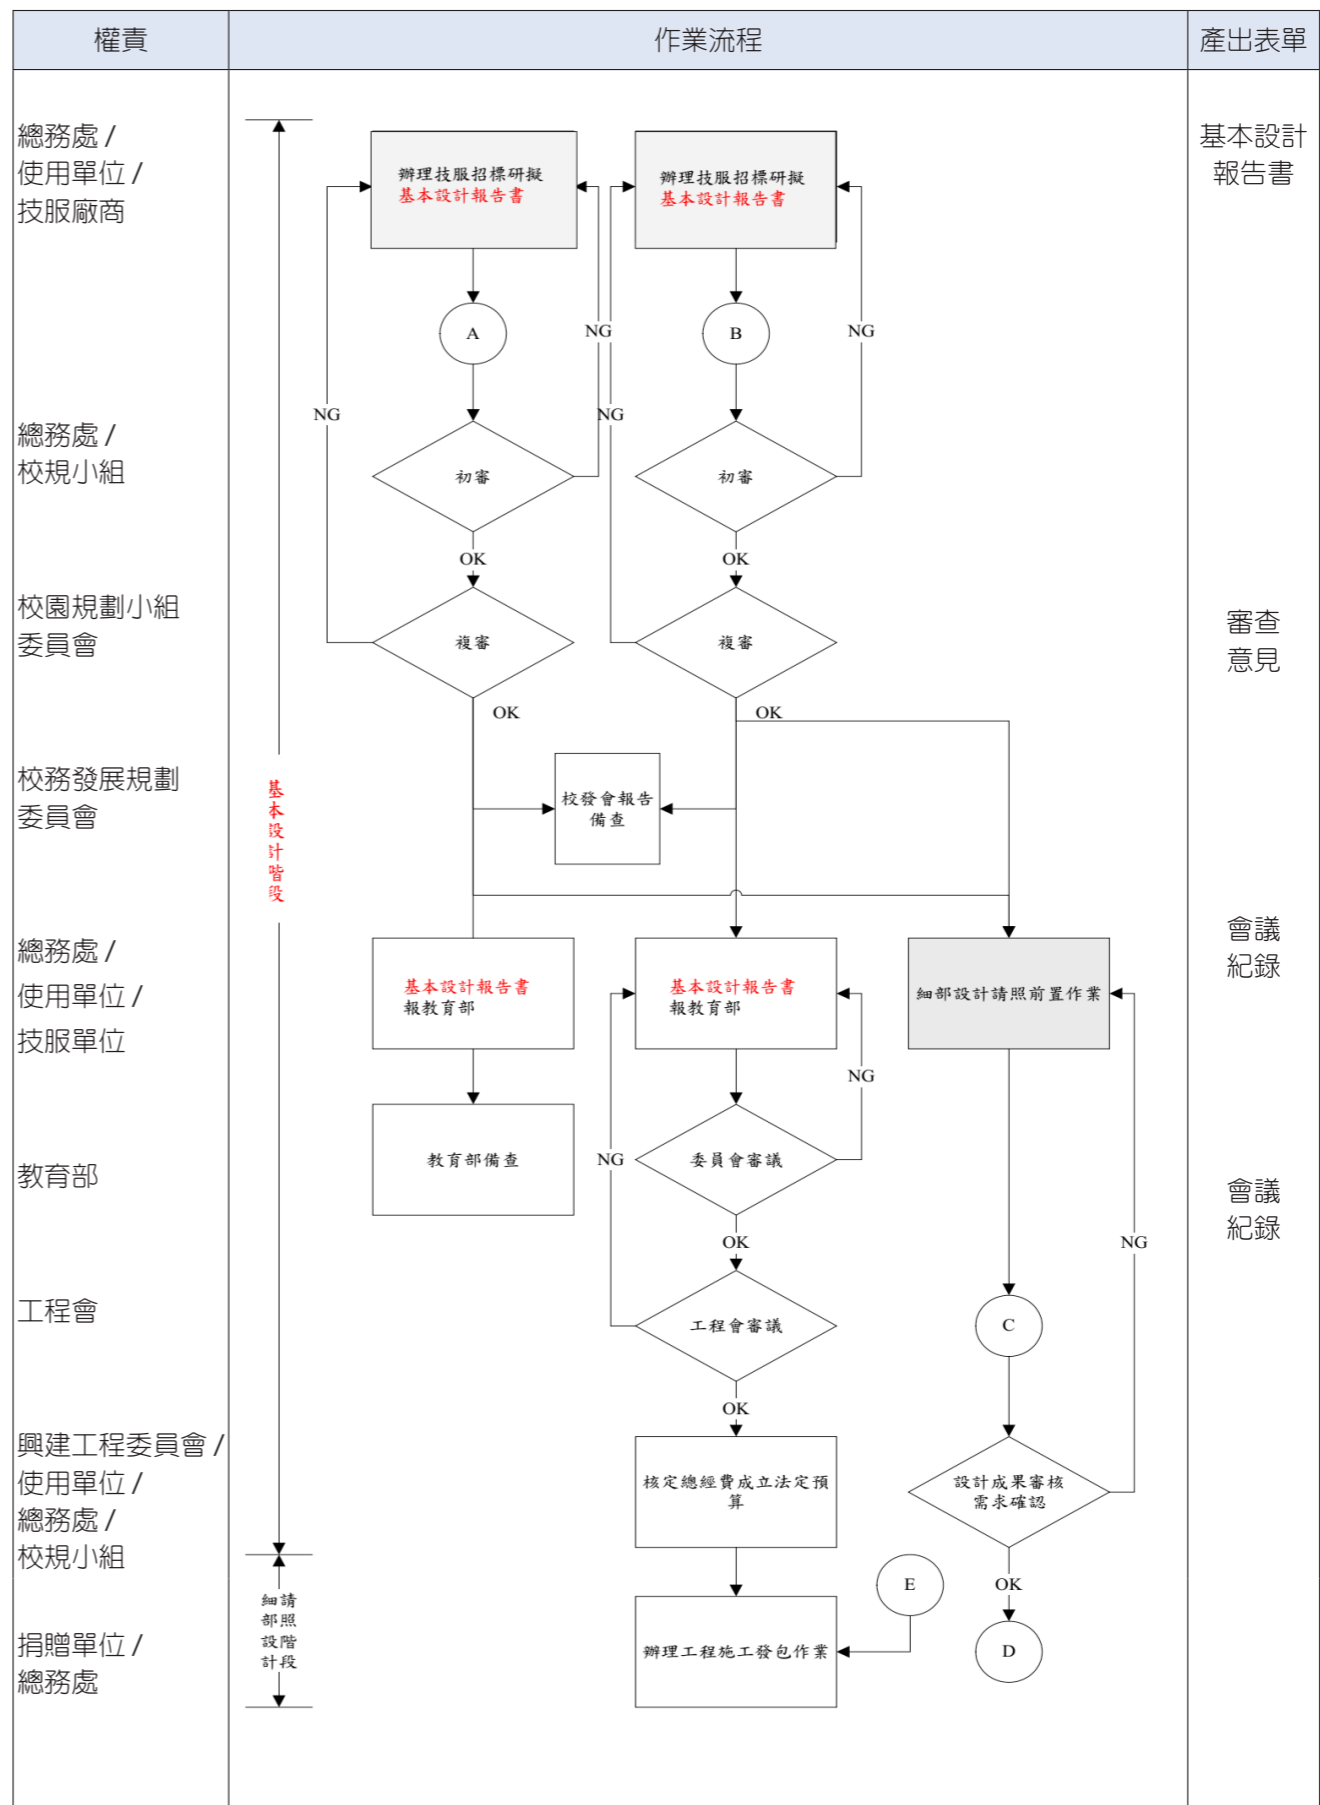 權責
作業流程
產出表單
總務處 /
使用單位 /
技服廠商
辦理技服招標研擬
基本設計報告書
辦理技服招標研擬
基本設計報告書
基本設計
報告書
A
NG
B
NG
NG
NG
總務處 /
校規小組
初審
初審
OK
OK
校園規劃小組
委員會
複審
複審
審查
意見
OK
OK
校務發展規劃
委員會
基本設計階段
校發會報告
備查
總務處 /
使用單位 /
技服單位
基本設計報告書
報教育部
基本設計報告書
報教育部
細部設計請照前置作業
會議
紀錄
NG
教育部
教育部備查
NG
委員會審議
會議
紀錄
OK
NG
工程會
工程會審議
C
OK
興建工程委員會 /
使用單位 /
總務處 /
校規小組
核定總經費成立法定預
算
設計成果審核
需求確認
E
OK
細部設計
請照階段
捐贈單位 /
總務處
辦理工程施工發包作業
D